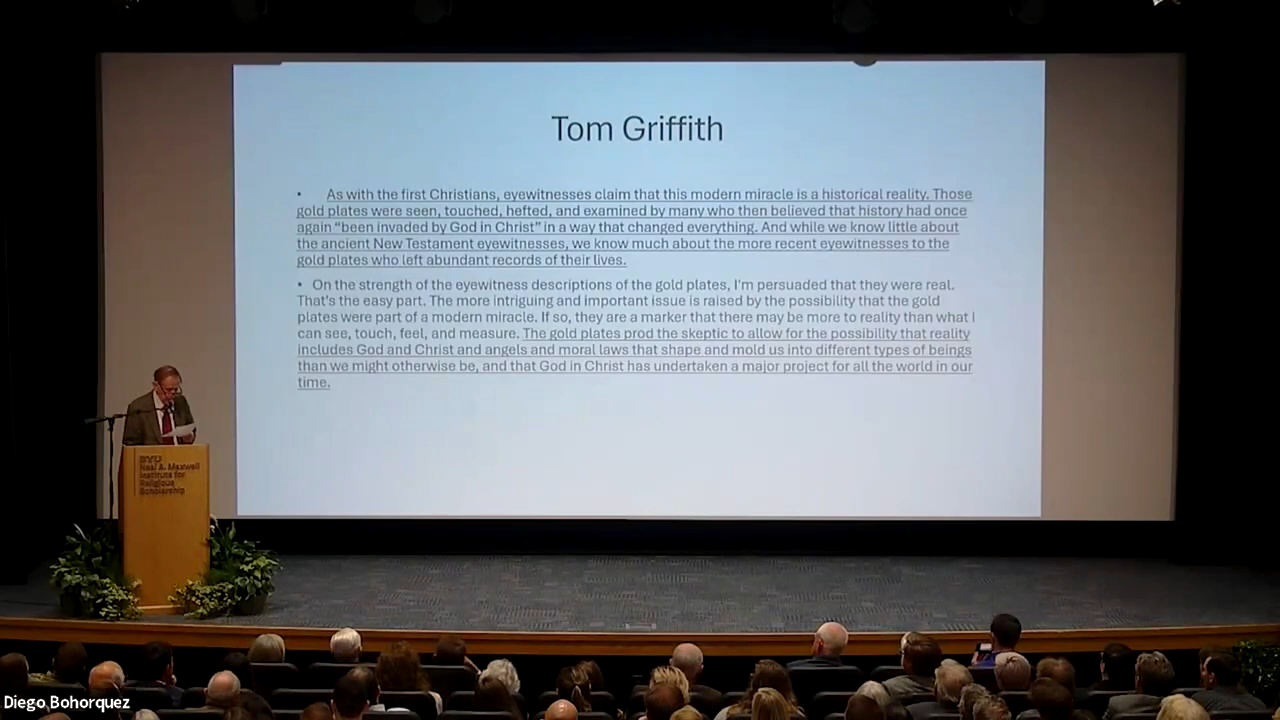 Tom Griffith
• As with the first Christians, eyewitnesses claim that this modern miracle is a historical reality. Those
gold plates were seen, touched, hefted, and examined by many who then believed that history had once
again “been invaded by God in Christ” in a way that changed everything. And while we know little about
the ancient New Testament eyewitnesses, we know much about the more recent eyewitnesses to the
gold plates who left abundant records of their lives.
• On the strength of the eyewitness descriptions of the gold plates, I'm persuaded that they were real.
That's the easy part. The more intriguing and important issue is raised by the possibility that the gold
plates were part of a modern miracle. If so, they are a marker that there may be more to reality than what I
can see, touch, feel, and measure. The gold plates prod the skeptic to allow for the possibility that reality
includes God and Christ and angels and moral laws that shape and mold us into different types of beings
than we might otherwise be, and that God in Christ has undertaken a major project for all the world in our
time.
BYU
Neal A. Maxwell
Institute for
Religious
Scholarship
Diego Bohorquez